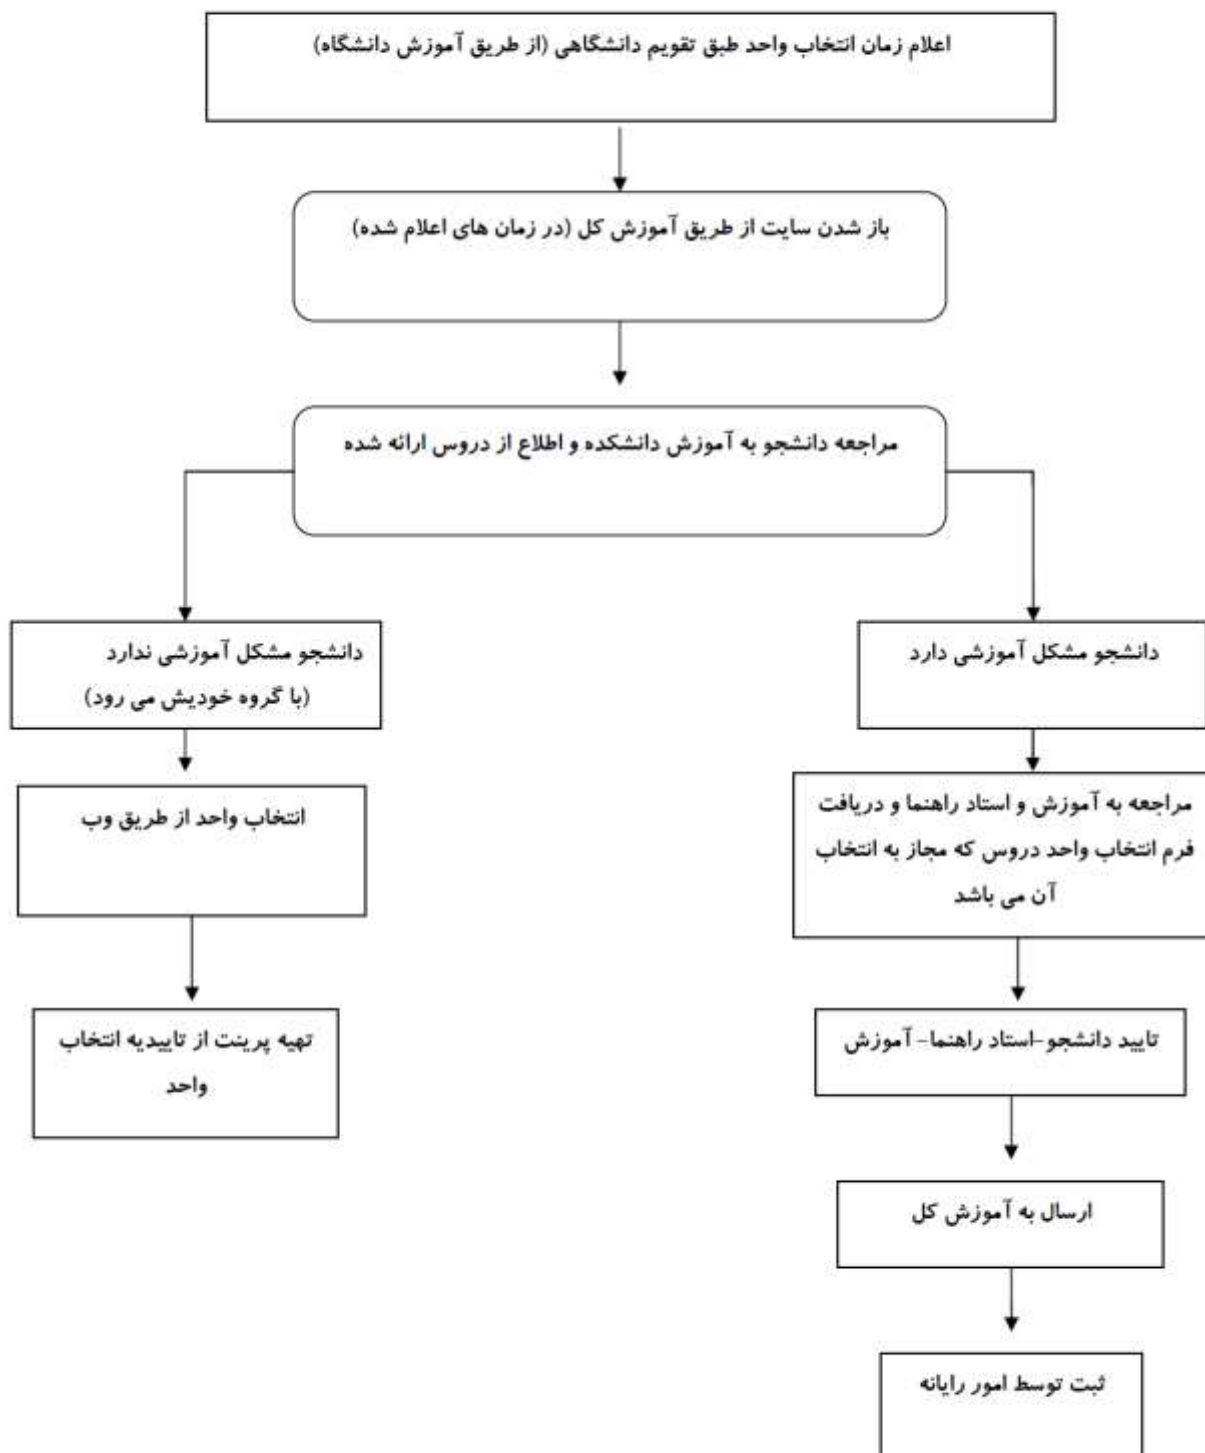 اعلام زمان انتخاب واحد طبق تقویم دانشگاهی (از طریق آموزش دانشگاه)
باز شدن سایت از طریق آموزش کل (در زمان های اعلام شده)
مراجعه دانشجو به آموزش دانشکده و اطلاع از دروس ارائه شده
دانشجو مشکل آموزشی دارد
مراجعه به آموزش و استاد راهنما و دریافت
فرم انتخاب واحد دروس که مجاز به انتخاب
آن می باشد
تایید دانشجو-استاد راهنما- آموزش
ارسال به آموزش کل
ثبت توسط امور رایانه
دانشجو مشکل آموزشی ندارد
(با گروه خودیش می رود)
انتخاب واحد از طریق وب
تهیه پرینت از تاییدیه انتخاب
واحد